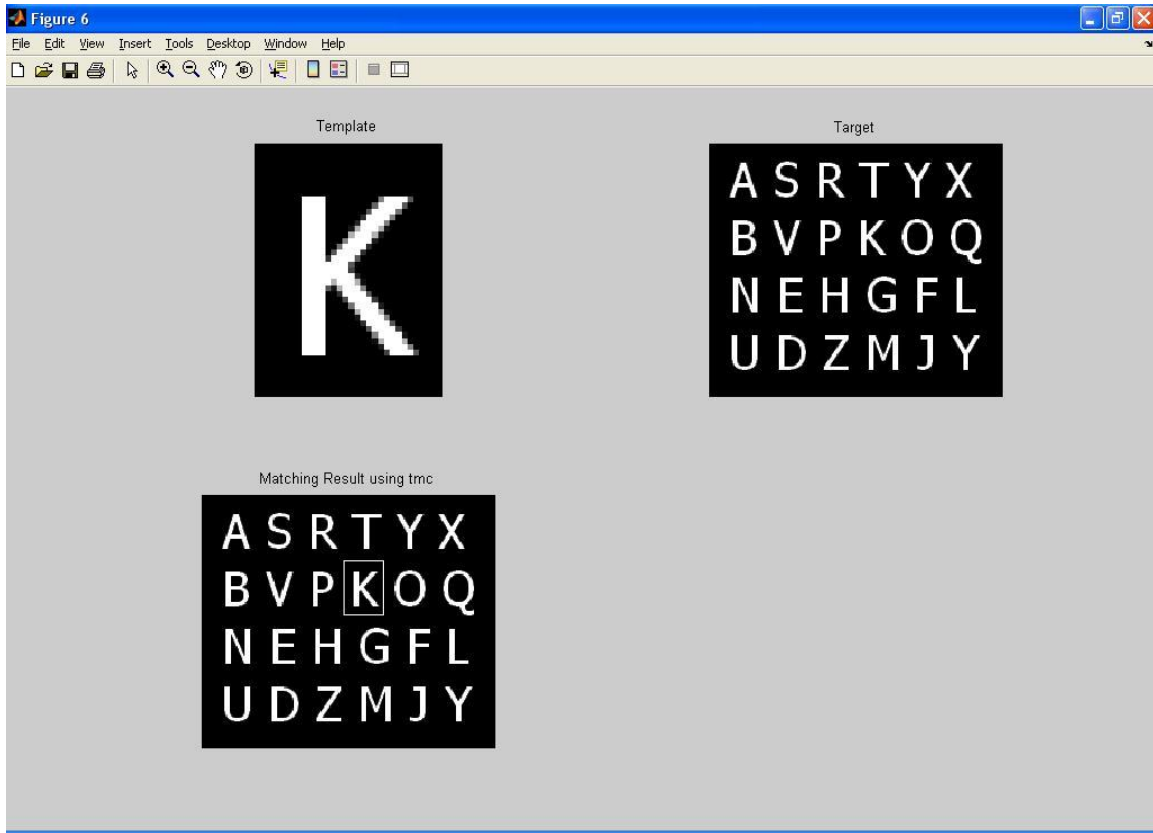 Figure 6
File Edit View Insert Tools Desktop Window Help
Template
K
Target
A S R T Y X
B V P K O Q
N E H G F L
U D Z M J Y
Matching Result using tmc
A S R T Y X
B V P K O Q
N E H G F L
U D Z M J Y